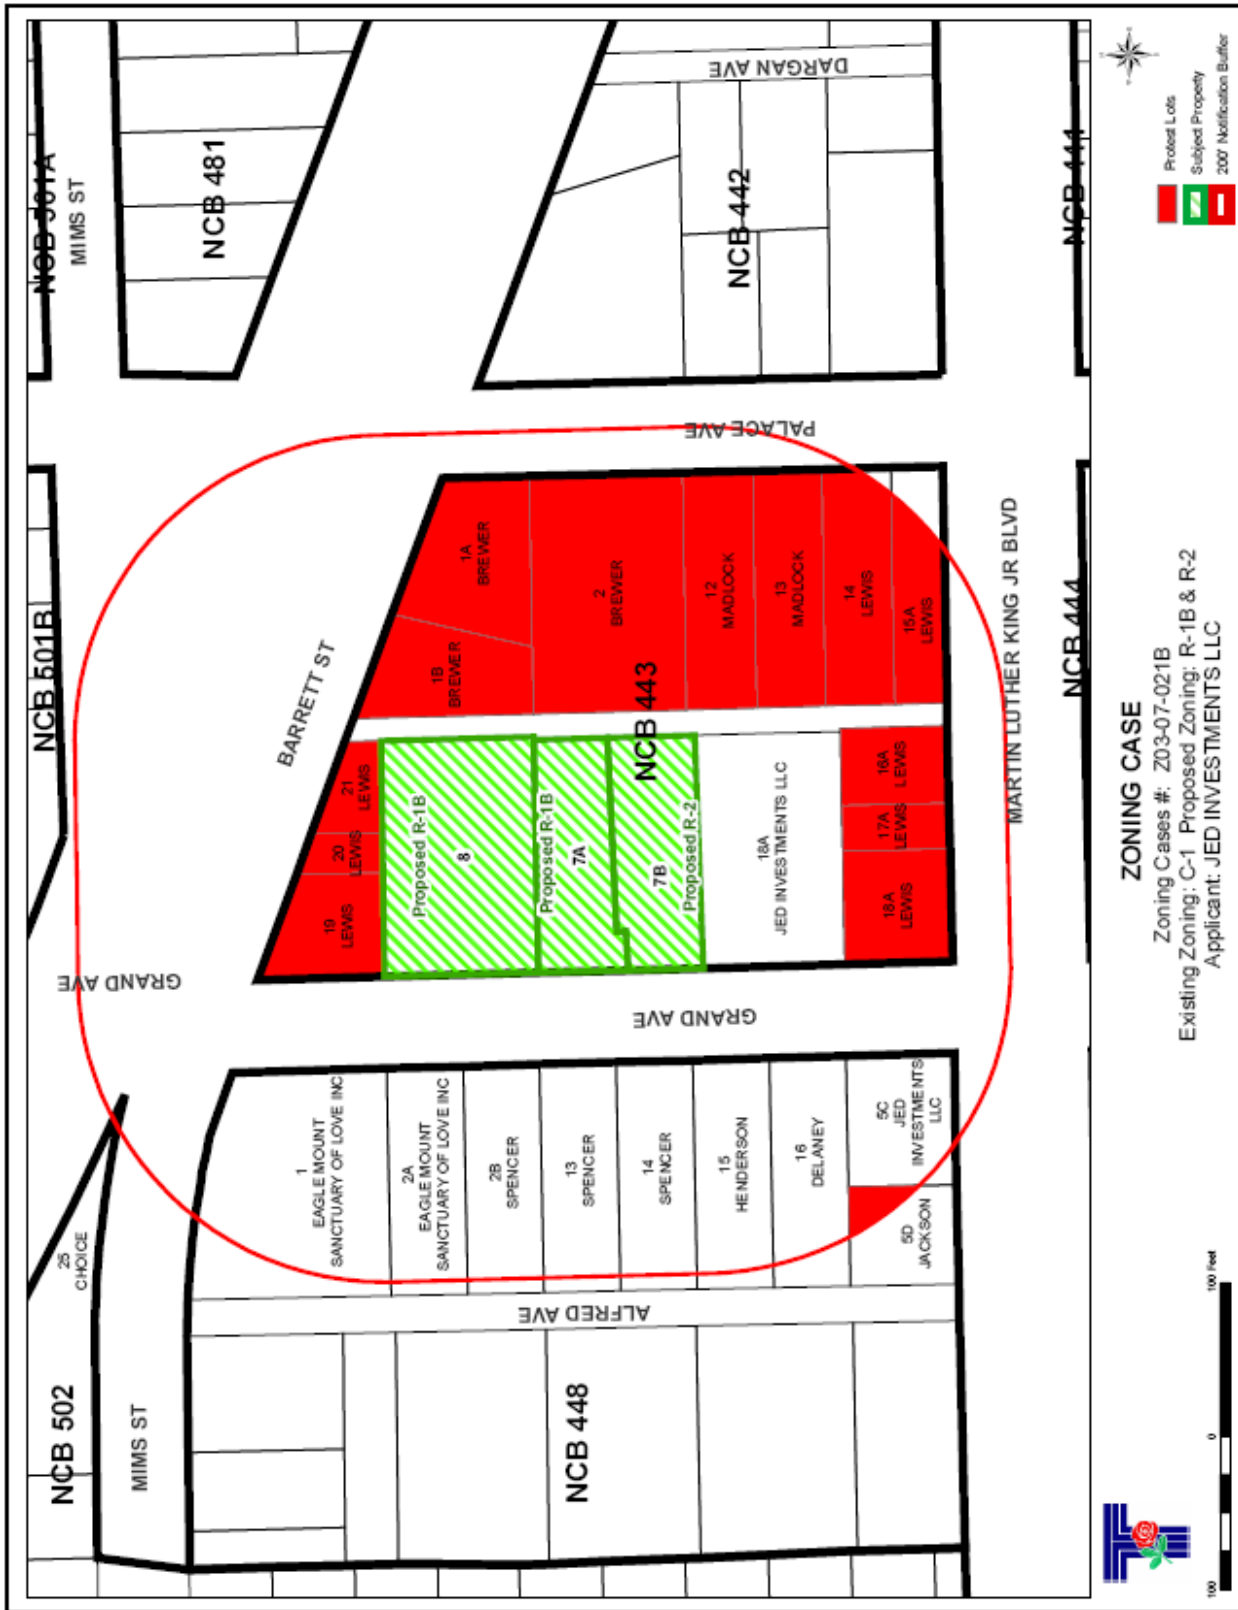 NCB 502
MIMS ST
25
CHOICE
NCB 501B
NCB 501A
MIMS ST
NCB 481
GRAND AVE
BARRETT ST
19
LEWIS
20
LEWIS
21
LEWIS
1B
BREWER
1A
BREWER
2
BREWER
12
MADLOCK
13
MADLOCK
14
LEWIS
15A
LEWIS
Proposed R-1B
8
Proposed R-1B
7A
7B
Proposed R-2
NCB 443
18A
JED INVESTMENTS LLC
18A
LEWIS
17A
LEWIS
16A
LEWIS
PALACE AVE
DARGAN AVE
NCB 442
NCB 444
NCB 444
MARTIN LUTHER KING JR BLVD
GRAND AVE
1
EAGLE MOUNT
SANCTUARY OF LOVE INC
2A
EAGLE MOUNT
SANCTUARY OF LOVE INC
2B
SPENCER
13
SPENCER
14
SPENCER
15
HENDERSON
16
DELANEY
5D
JACKSON
5C
JED
INVESTMENTS
LLC
ALFRED AVE
NCB 448
ZONING CASE
Zoning Cases #: Z03-07-021B
Existing Zoning: C-1 Proposed Zoning: R-1B & R-2
Applicant: JED INVESTMENTS LLC
Protest Lots
Subject Property
200' Notification Buffer
100 0 100 Feet